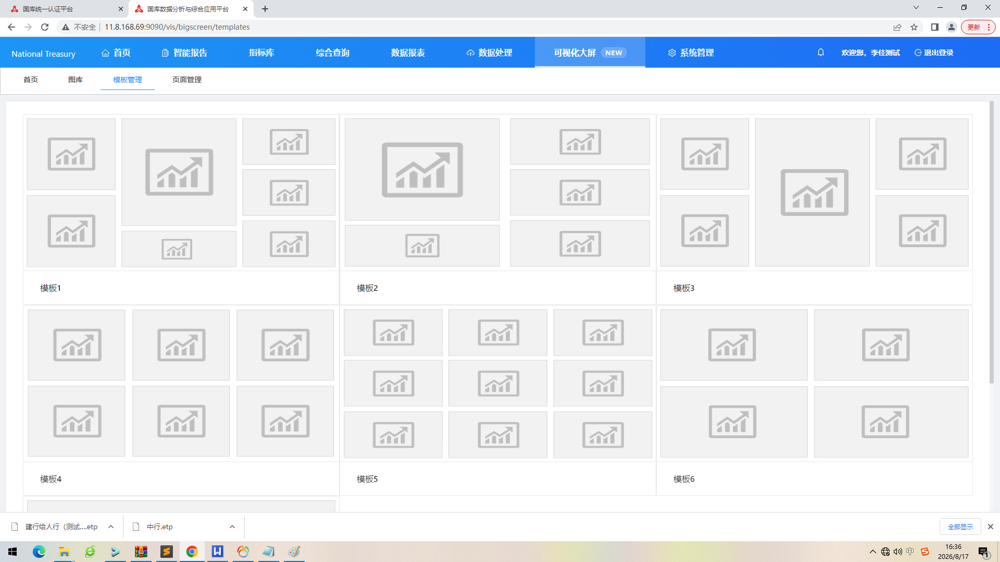 国库统一认证平台
国库数据分析与综合应用平台
不安全
11.8.168.69:9090/vis/bigscreen/templates
更新
National Treasury
首页
智能报告
指标库
综合查询
数据报表
数据处理
可视化大屏 NEW
系统管理
欢迎您，李佳测试
退出登录
首页
图库
模板管理
页面管理
模板1
模板2
模板3
模板4
模板5
模板6
建行给人行（测试....etp
中行.etp
全部显示
中
16:36
2026/8/17
1